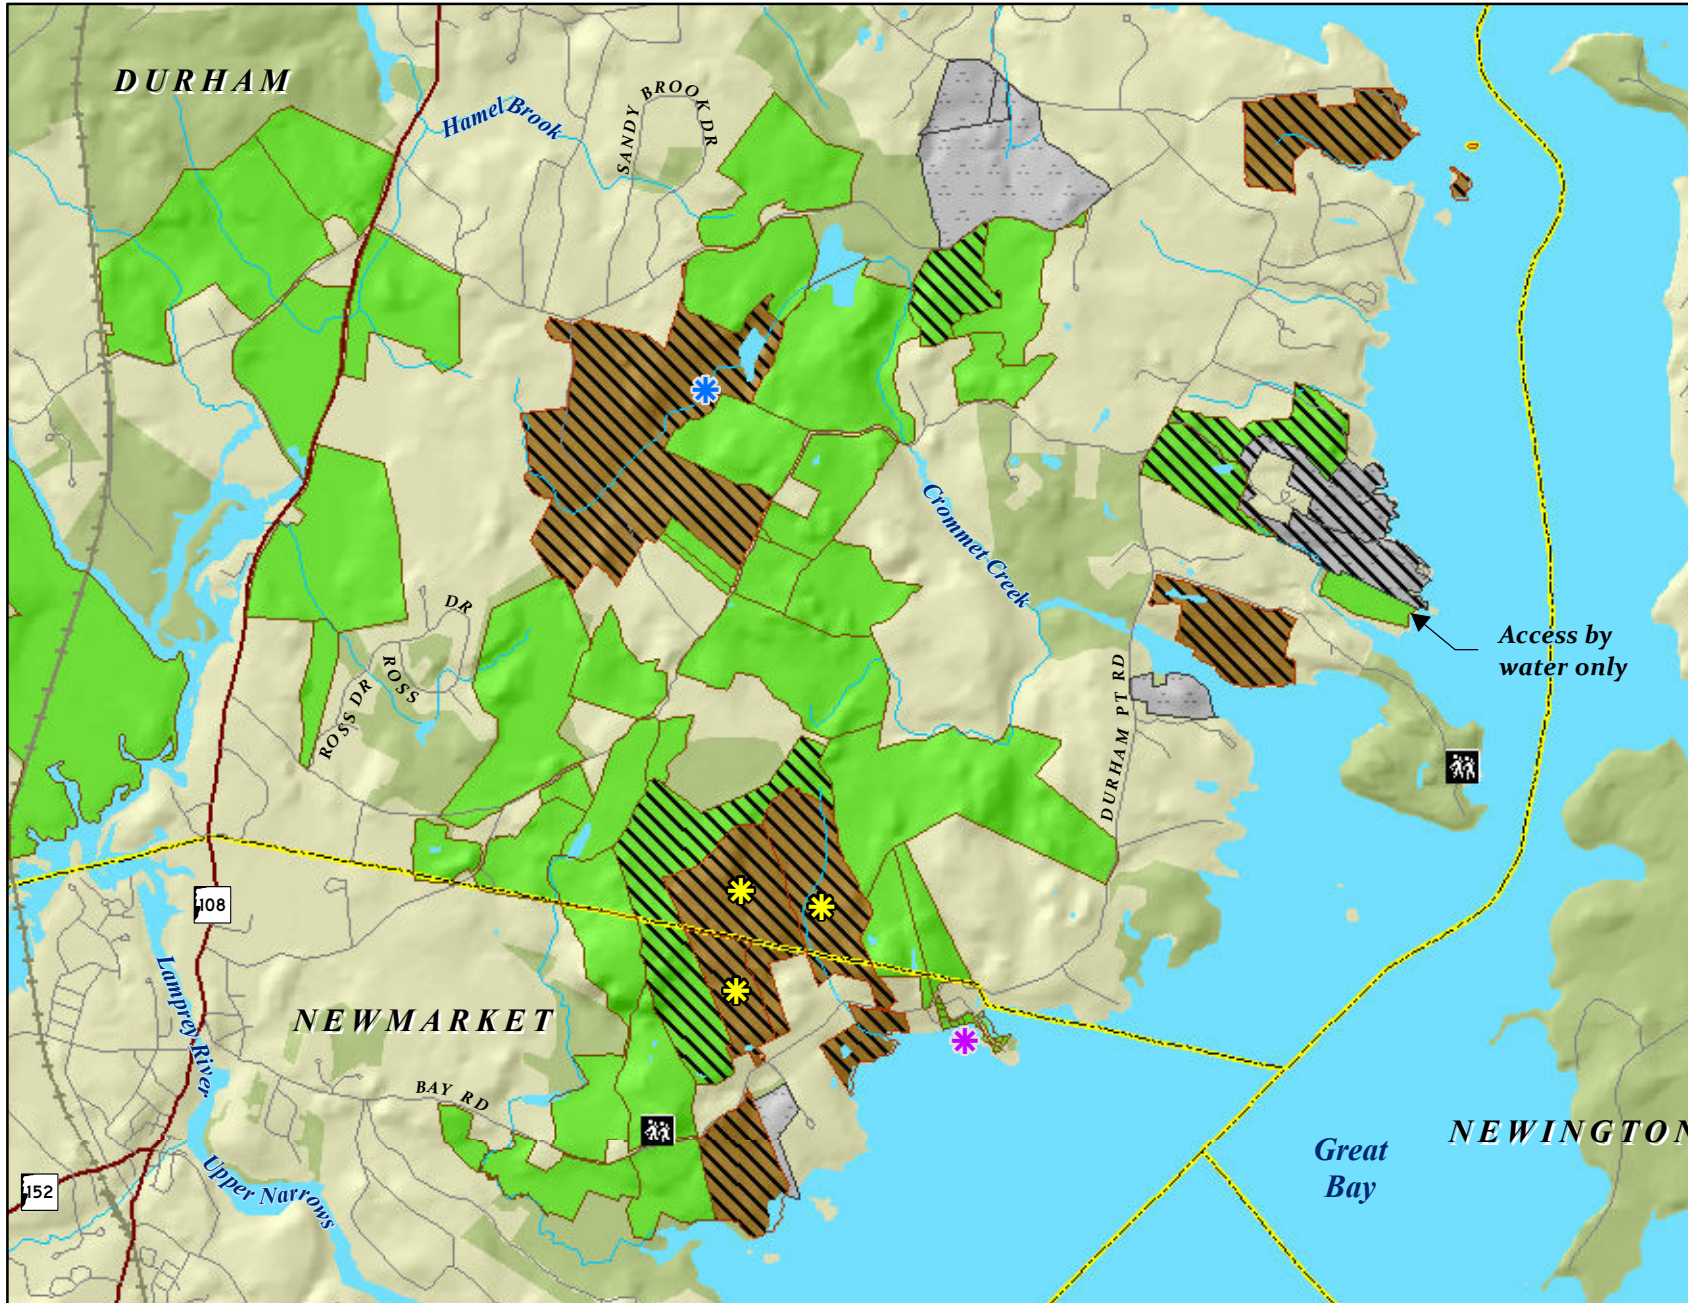 DURHAM
Hamel Brook
SANDY BROOK DR
Crommet Creek
DR
ROSS
ROSS DR
DURHAM PT RD
Access by
water only
108
Lamprey River
NEWMARKET
BAY RD
Upper Narrows
152
Great
Bay
NEWINGTON